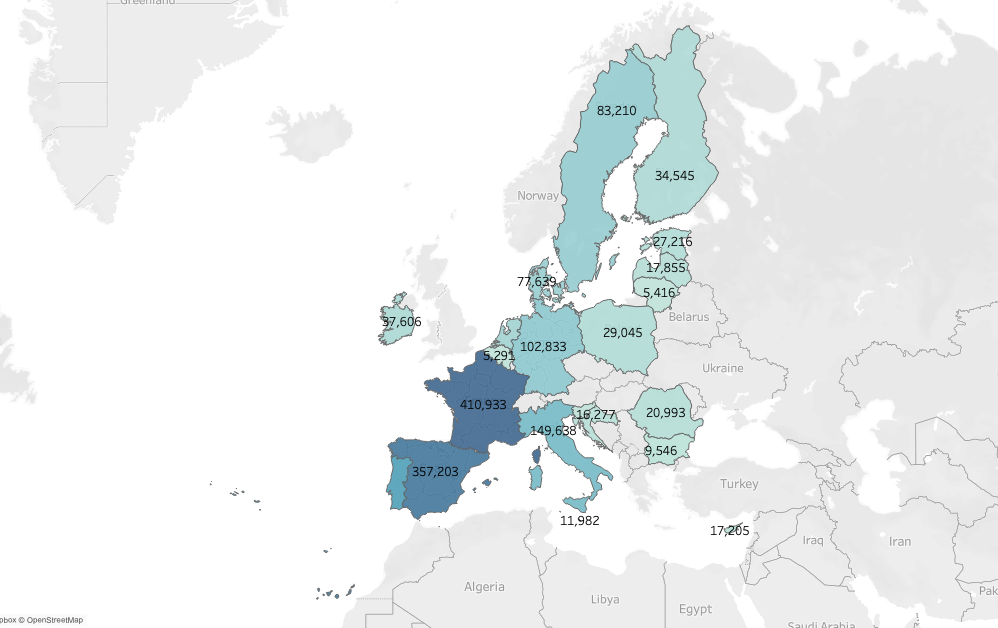 Greenland
83,210
34,545
Norway
27,216
17,855
77,639
5,416
37,606
Belarus
29,045
102,833
5,291
Ukraine
410,933
20,993
16,277
149,638
9,546
357,203
Turkey
11,982
17,205
Iraq
Iran
Algeria
Libya
Egypt
Pak
Saudi Arabia
pbox © OpenStreetMap